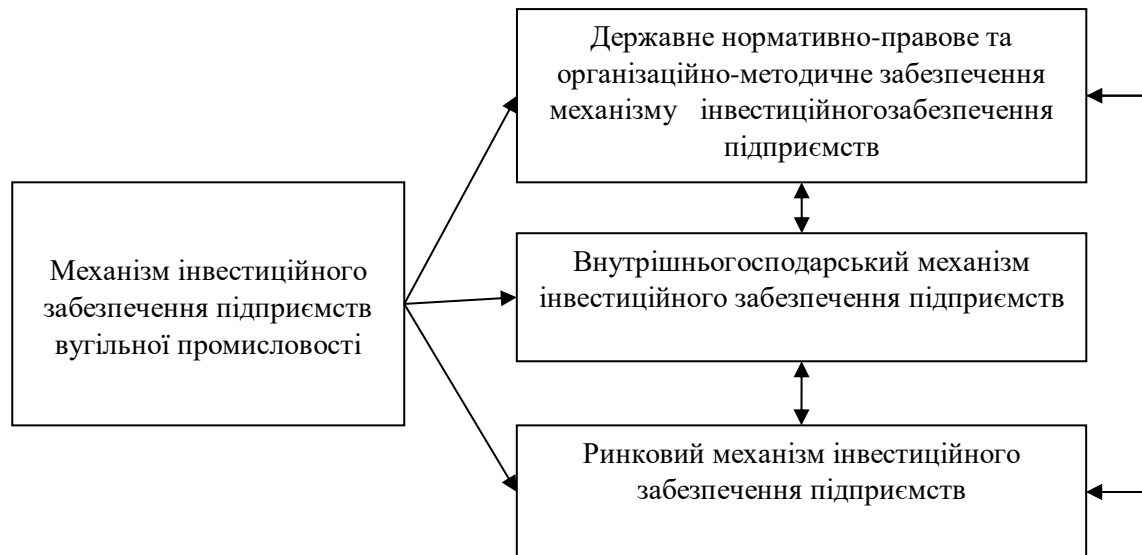 Державне нормативно-правове та
організаційно-методичне забезпечення
механізму інвестиційногозабезпечення
підприємств
Механізм інвестиційного
забезпечення підприємств
вугільної промисловості
Внутрішньогосподарський механізм
інвестиційного забезпечення підприємств
Ринковий механізм інвестиційного
забезпечення підприємств